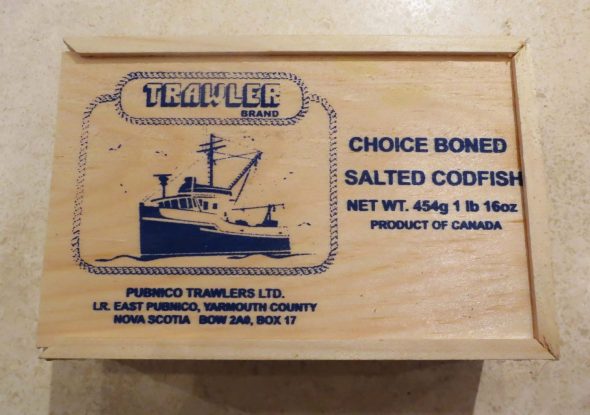 TRAWLER
BRAND
CHOICE BONED
SALTED CODFISH
NET WT. 454g 1 lb 16oz
PRODUCT OF CANADA
PUBNICO TRAWLERS LTD.
LR. EAST PUBNICO, YARMOUTH COUNTY
NOVA SCOTIA BOW 2A0, BOX 17